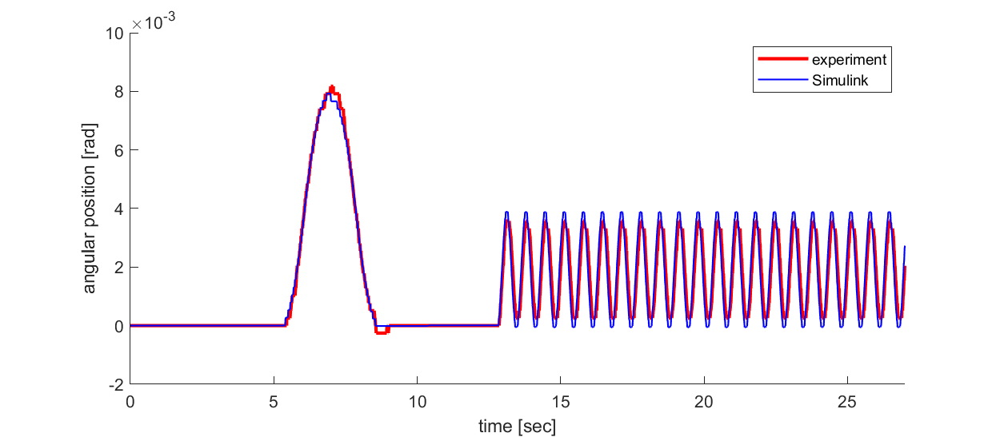 ×10⁻³
10
8
6
4
2
0
-2
angular position [rad]
experiment
Simulink
0 5 10 15 20 25
time [sec]